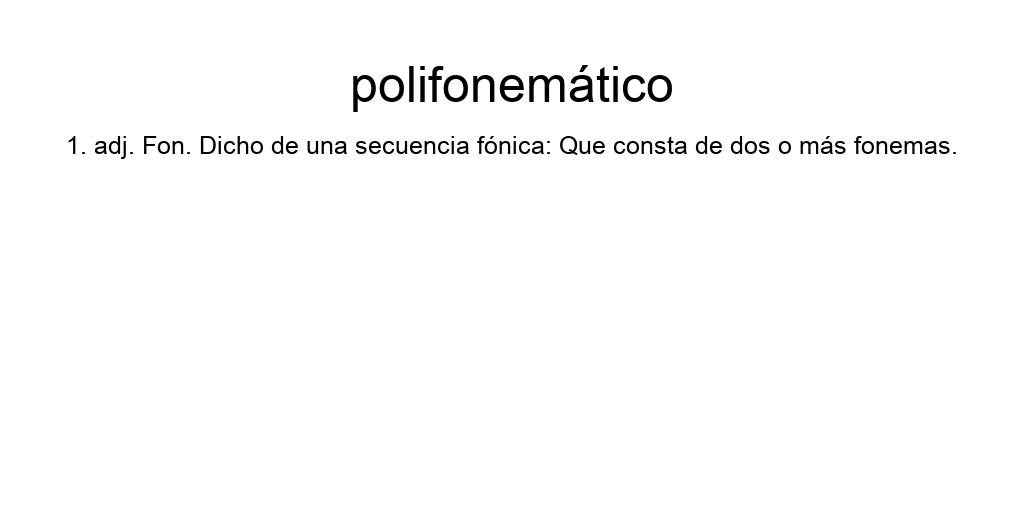 polifonemático
1. adj. Fon. Dicho de una secuencia fónica: Que consta de dos o más fonemas.